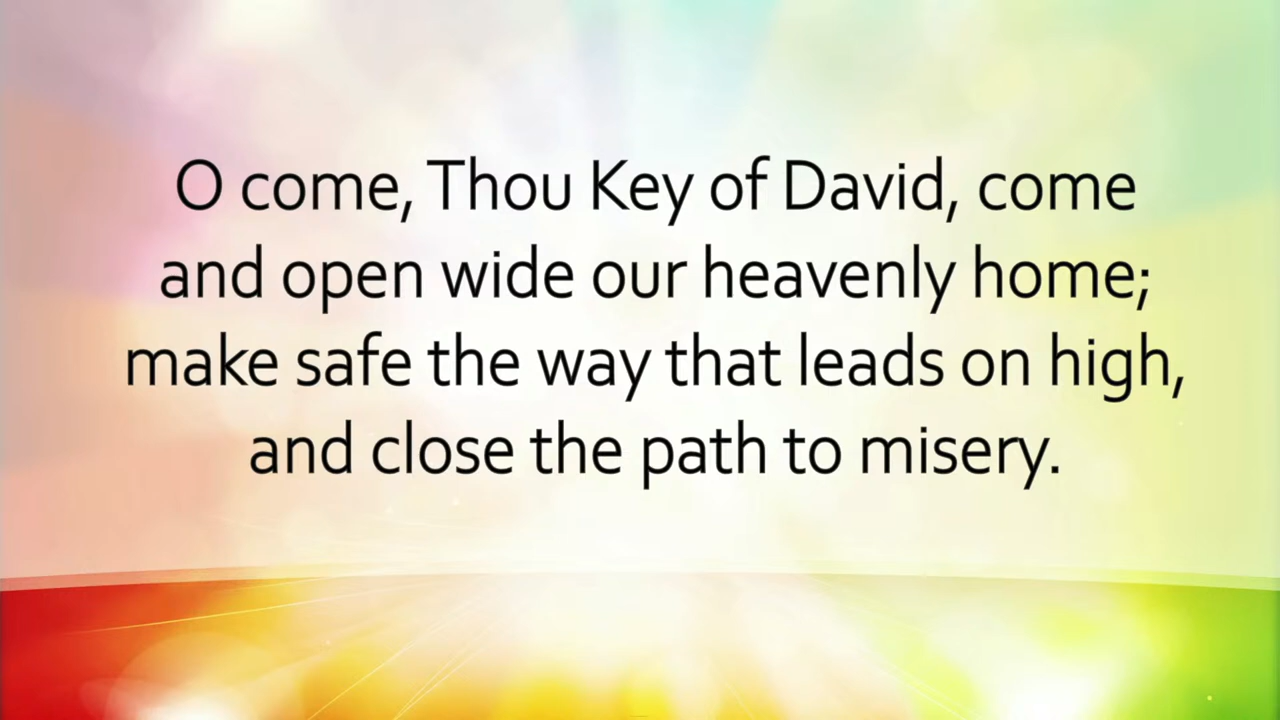 O come, Thou Key of David, come
and open wide our heavenly home;
make safe the way that leads on high,
and close the path to misery.